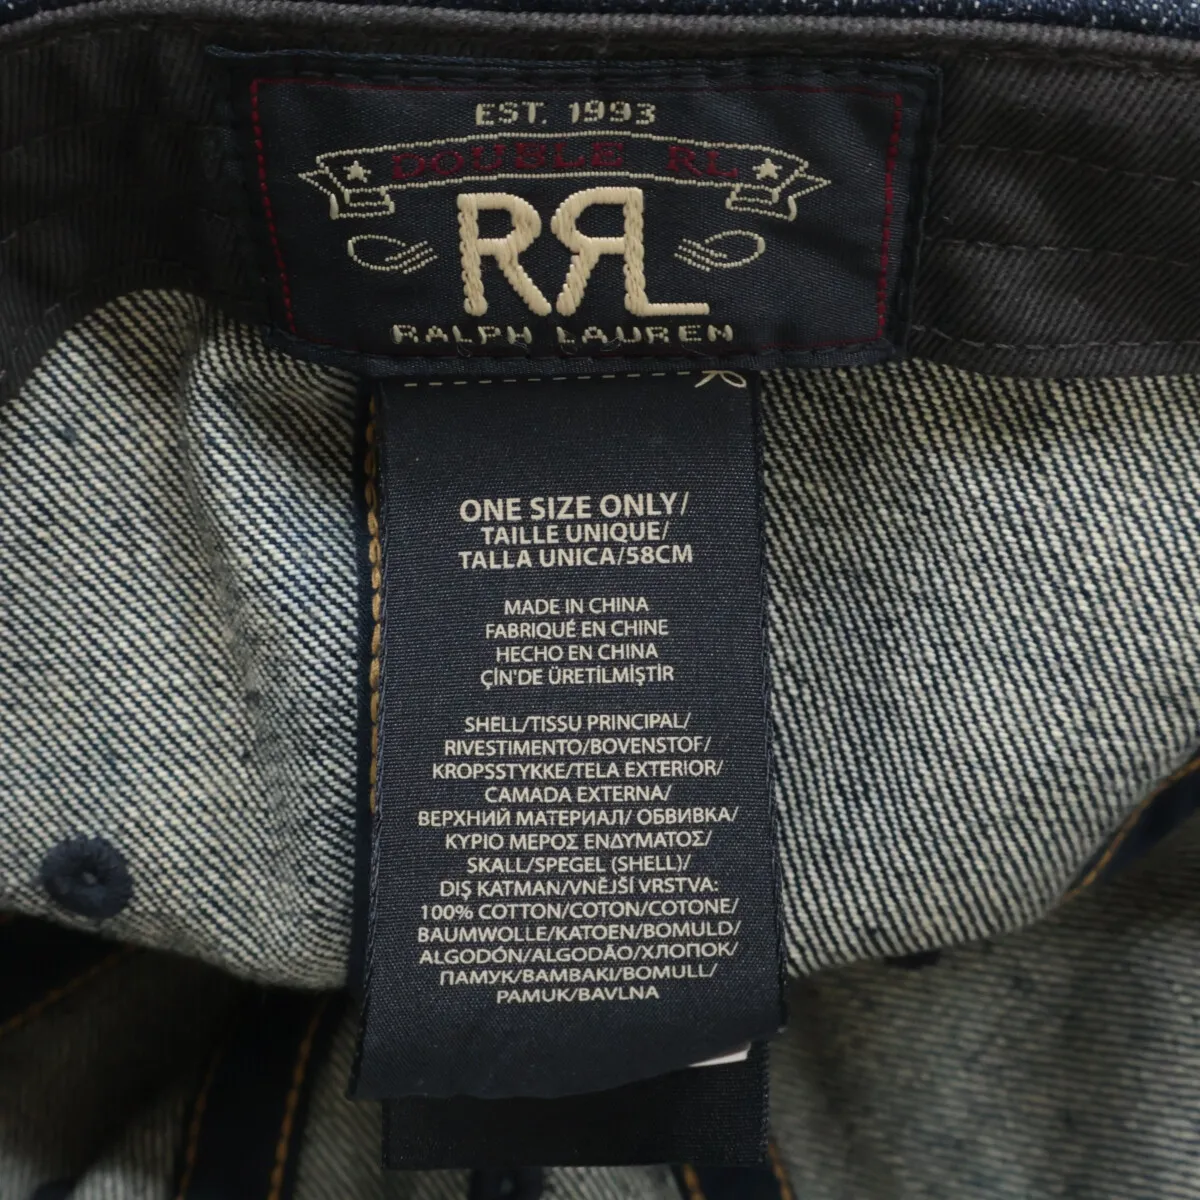 EST. 1993
DOUBLE RL
RRL
RALPH LAUREN
ONE SIZE ONLY/
TAILLE UNIQUE/
TALLA UNICA/58CM
MADE IN CHINA
FABRIQUÉ EN CHINE
HECHO EN CHINA
ÇİN'DE ÜRETİLMİŞTİR
SHELL/TISSU PRINCIPAL/
RIVESTIMENTO/BOVENSTOF/
KROPSSTYKKE/TELA EXTERIOR/
CAMADA EXTERNA/
ВЕРХНИЙ МАТЕРИАЛ/ ОБВИВКА/
ΚΥΡΙΟ ΜΕΡΟΣ ΕΝΔΥΜΑΤΟΣ/
SKALL/SPEGEL (SHELL)/
DIŞ KATMAN/VNĚJŠÍ VRSTVA:
100% COTTON/COTON/COTONE/
BAUMWOLLE/KATOEN/BOMULD/
ALGODÓN/ALGODÃO/ХЛОПОК/
ПАМУК/ΒΑΜΒΑΚΙ/BOMULL/
PAMUK/BAVLNA